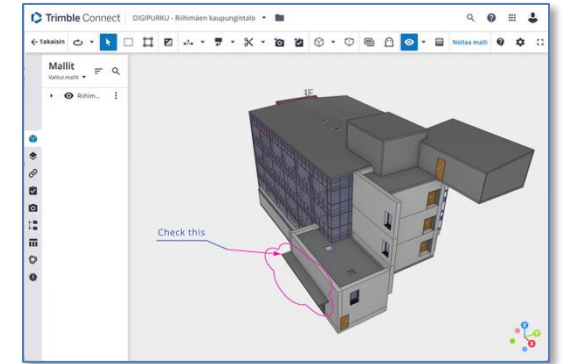 Trimble Connect DIGIPURKU - Riihimäen kaupungintalo
Takaisin
Nollaa malli
Mallit
Valitut mallit
Riihim...
Check this